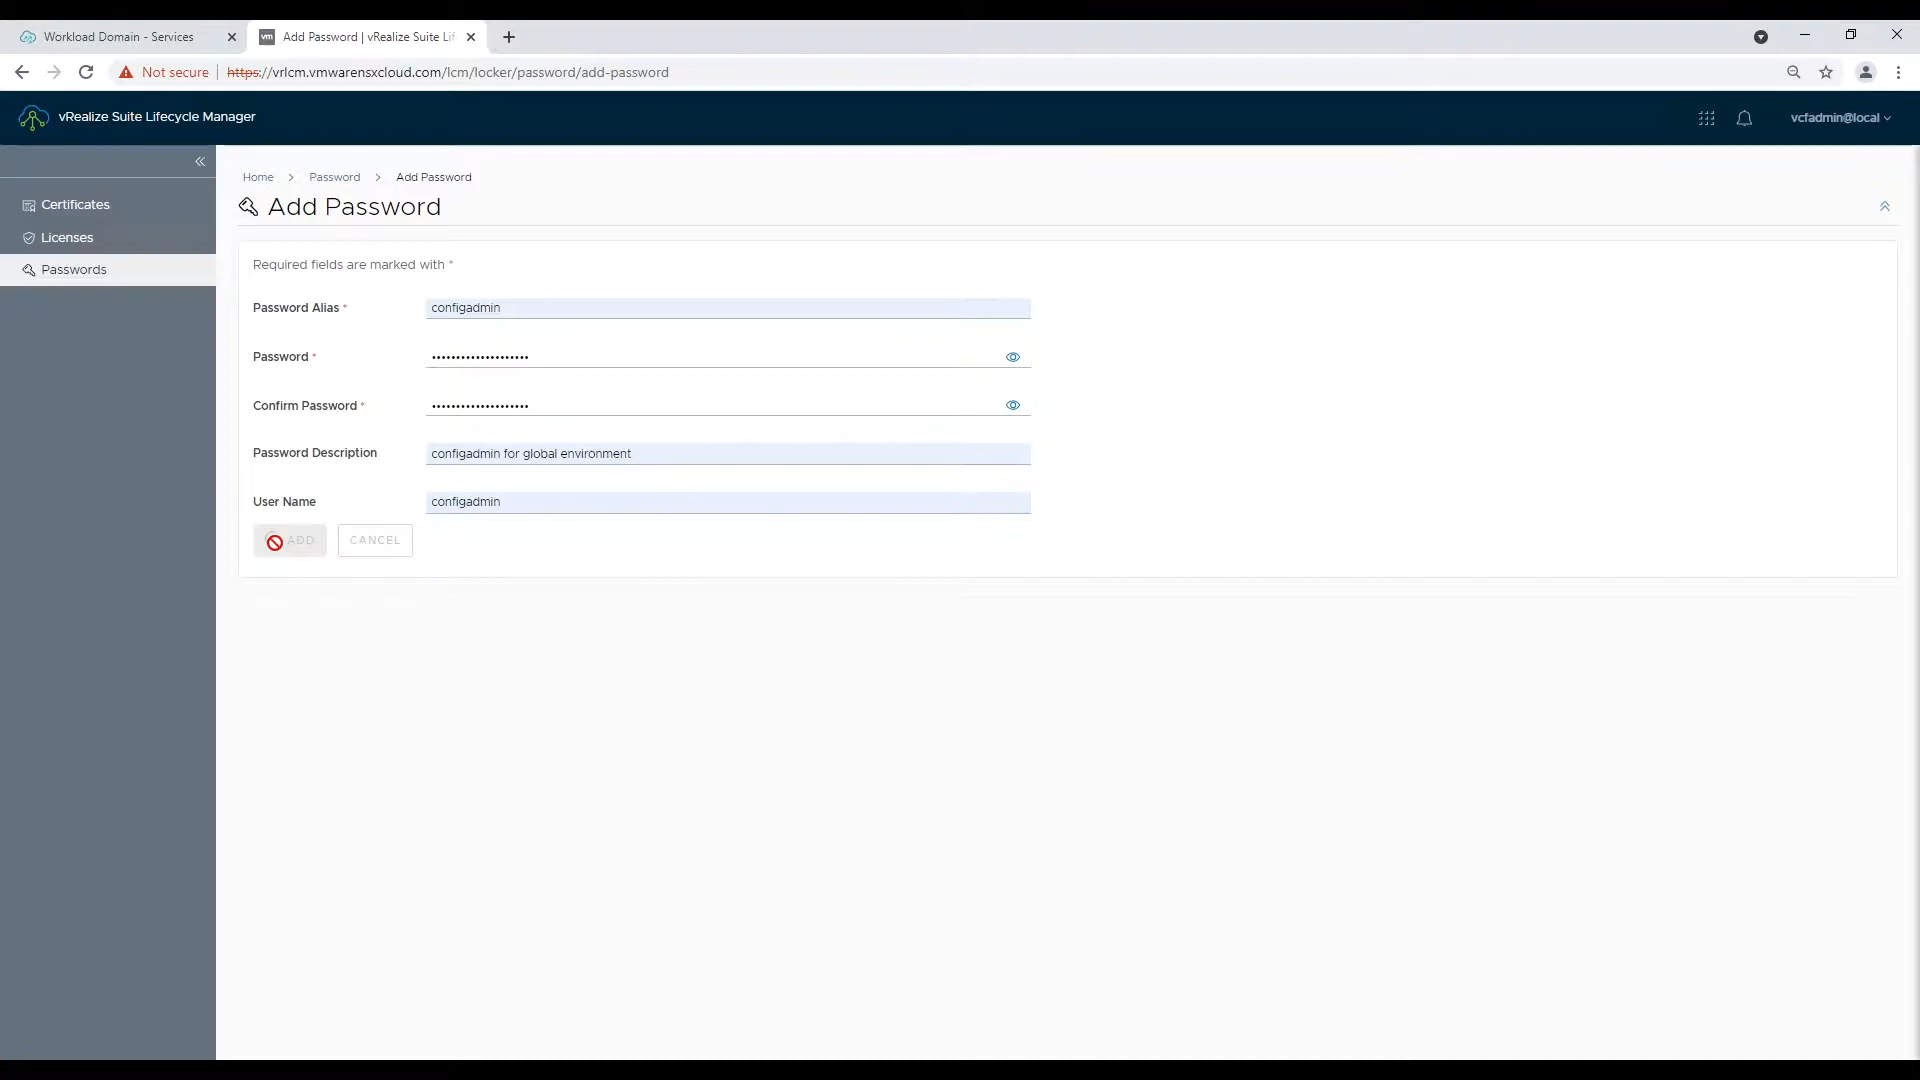 Workload Domain - Services
vm Add Password | vRealize Suite Lif
Not secure https://vrlcm.vmwarensxcloud.com/lcm/locker/password/add-password
vRealize Suite Lifecycle Manager
vcfadmin@local
Certificates
Licenses
Passwords
Home > Password > Add Password
Add Password
Required fields are marked with *
Password Alias * configadmin
Password * ••••••••••••••••••••
Confirm Password * ••••••••••••••••••••
Password Description configadmin for global environment
User Name configadmin
ADD CANCEL